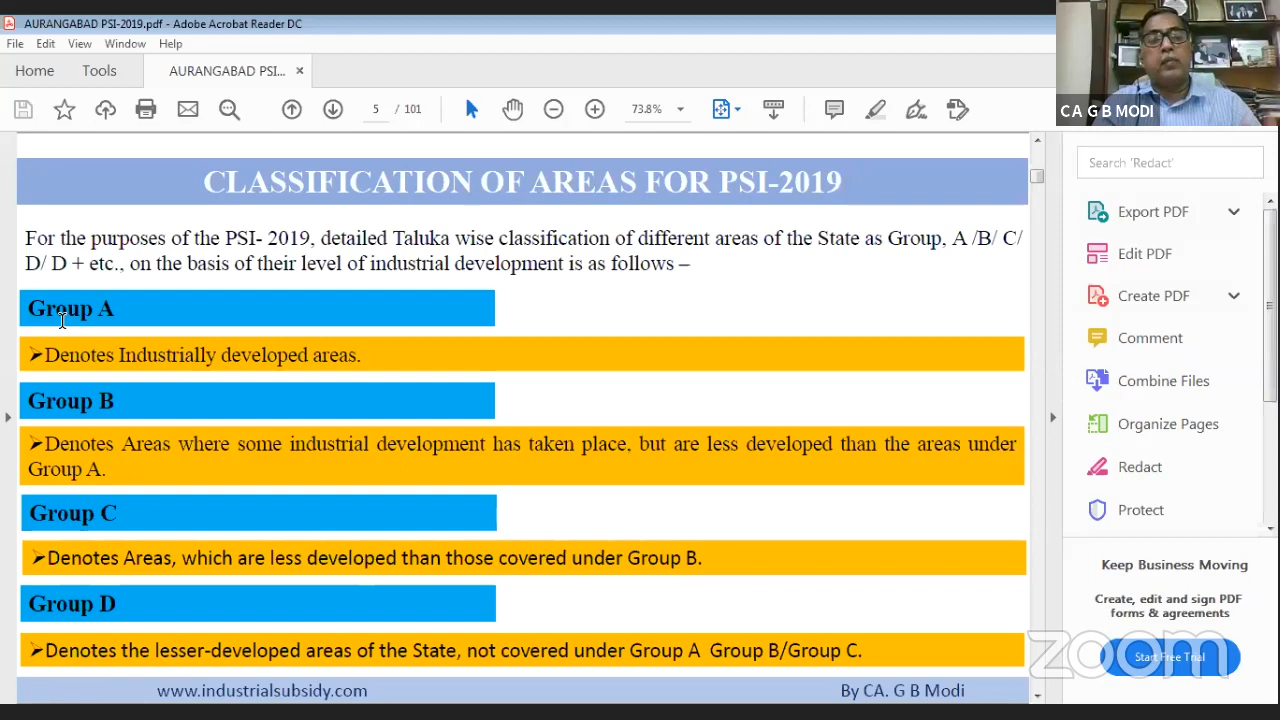 AURANGABAD PSI-2019.pdf - Adobe Acrobat Reader DC
File Edit View Window Help
Home Tools AURANGABAD PSI... ×
5 / 101 73.8%
CA G B MODI
CLASSIFICATION OF AREAS FOR PSI-2019
For the purposes of the PSI- 2019, detailed Taluka wise classification of different areas of the State as Group, A /B/ C/
D/ D + etc., on the basis of their level of industrial development is as follows –
Group A
➢Denotes Industrially developed areas.
Group B
➢Denotes Areas where some industrial development has taken place, but are less developed than the areas under
Group A.
Group C
➢Denotes Areas, which are less developed than those covered under Group B.
Group D
➢Denotes the lesser-developed areas of the State, not covered under Group A Group B/Group C.
www.industrialsubsidy.com By CA. G B Modi
Search 'Redact'
Export PDF
Edit PDF
Create PDF
Comment
Combine Files
Organize Pages
Redact
Protect
Keep Business Moving
Create, edit and sign PDF
forms & agreements
Start Free Trial
zoom